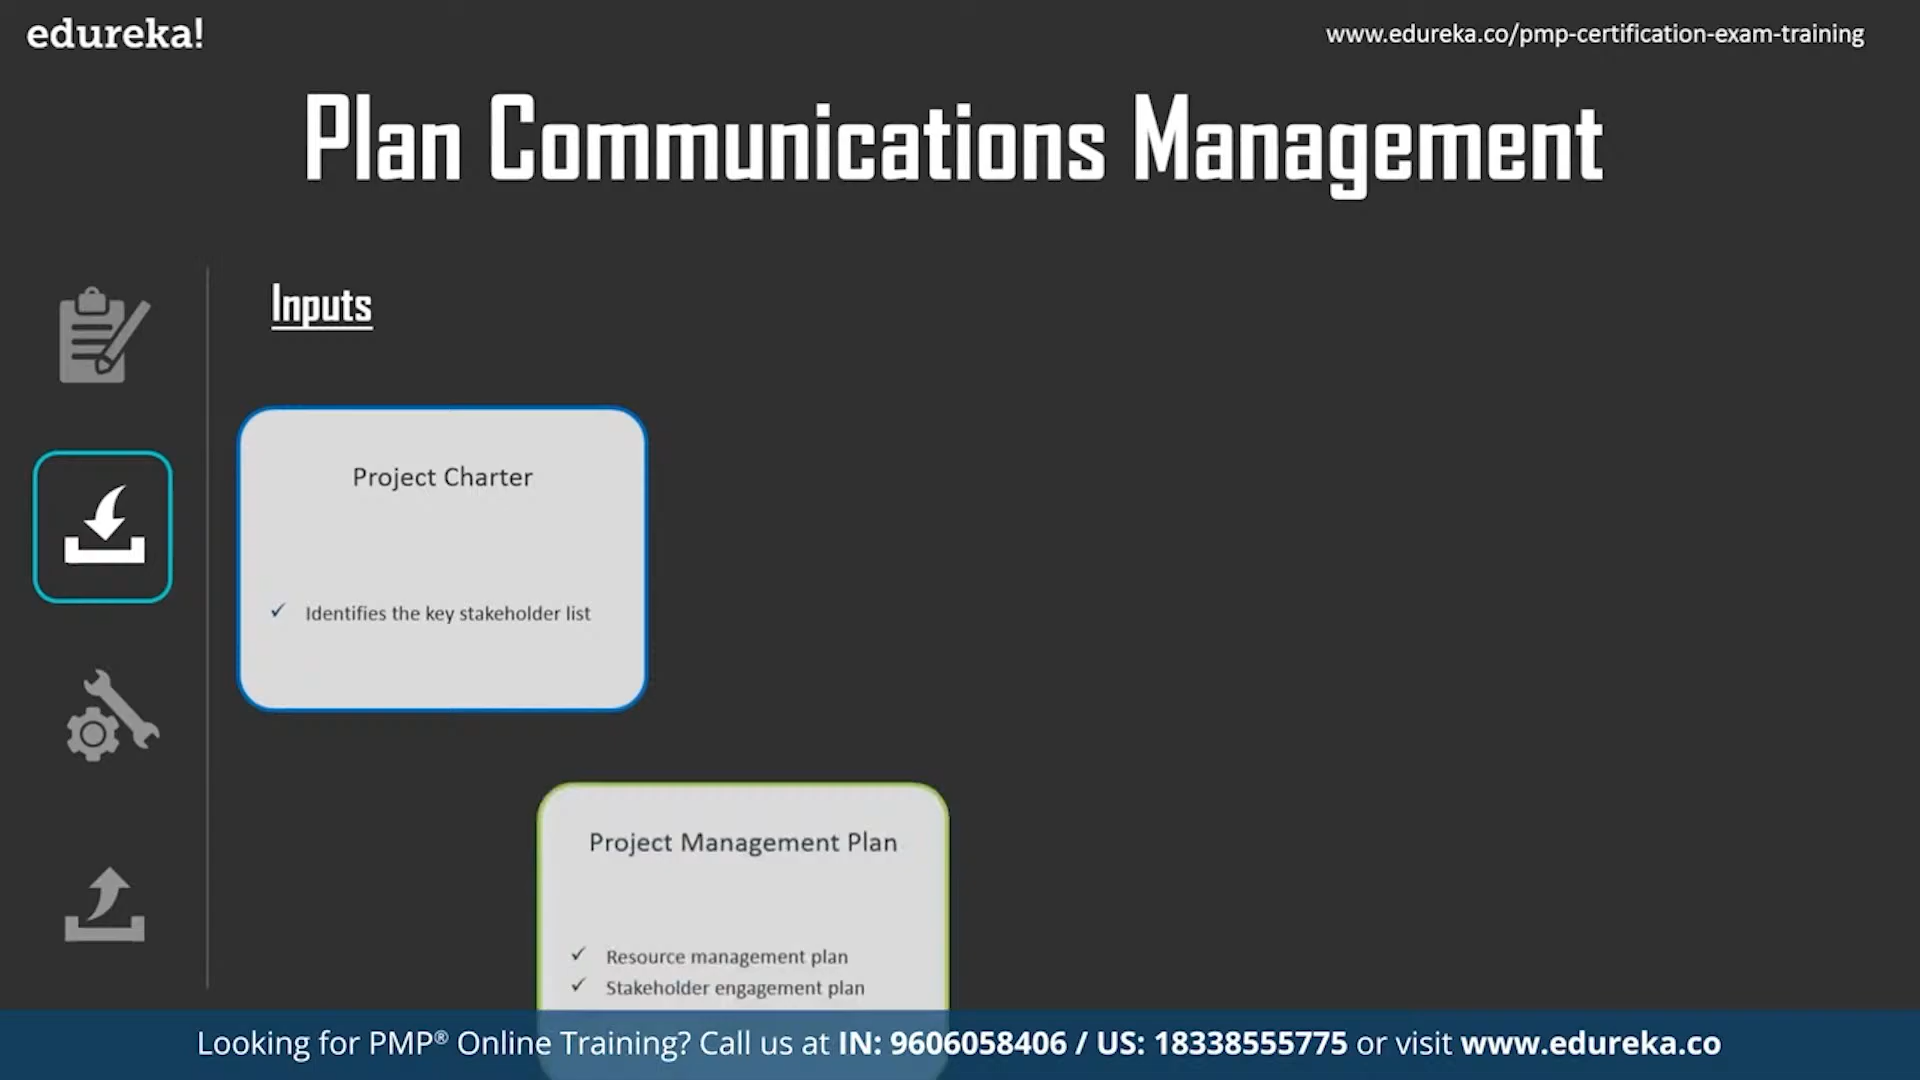 edureka!
www.edureka.co/pmp-certification-exam-training
Plan Communications Management
Inputs
Project Charter
✓ Identifies the key stakeholder list
Project Management Plan
✓ Resource management plan
✓ Stakeholder engagement plan
Looking for PMP® Online Training? Call us at IN: 9606058406 / US: 18338555775 or visit www.edureka.co